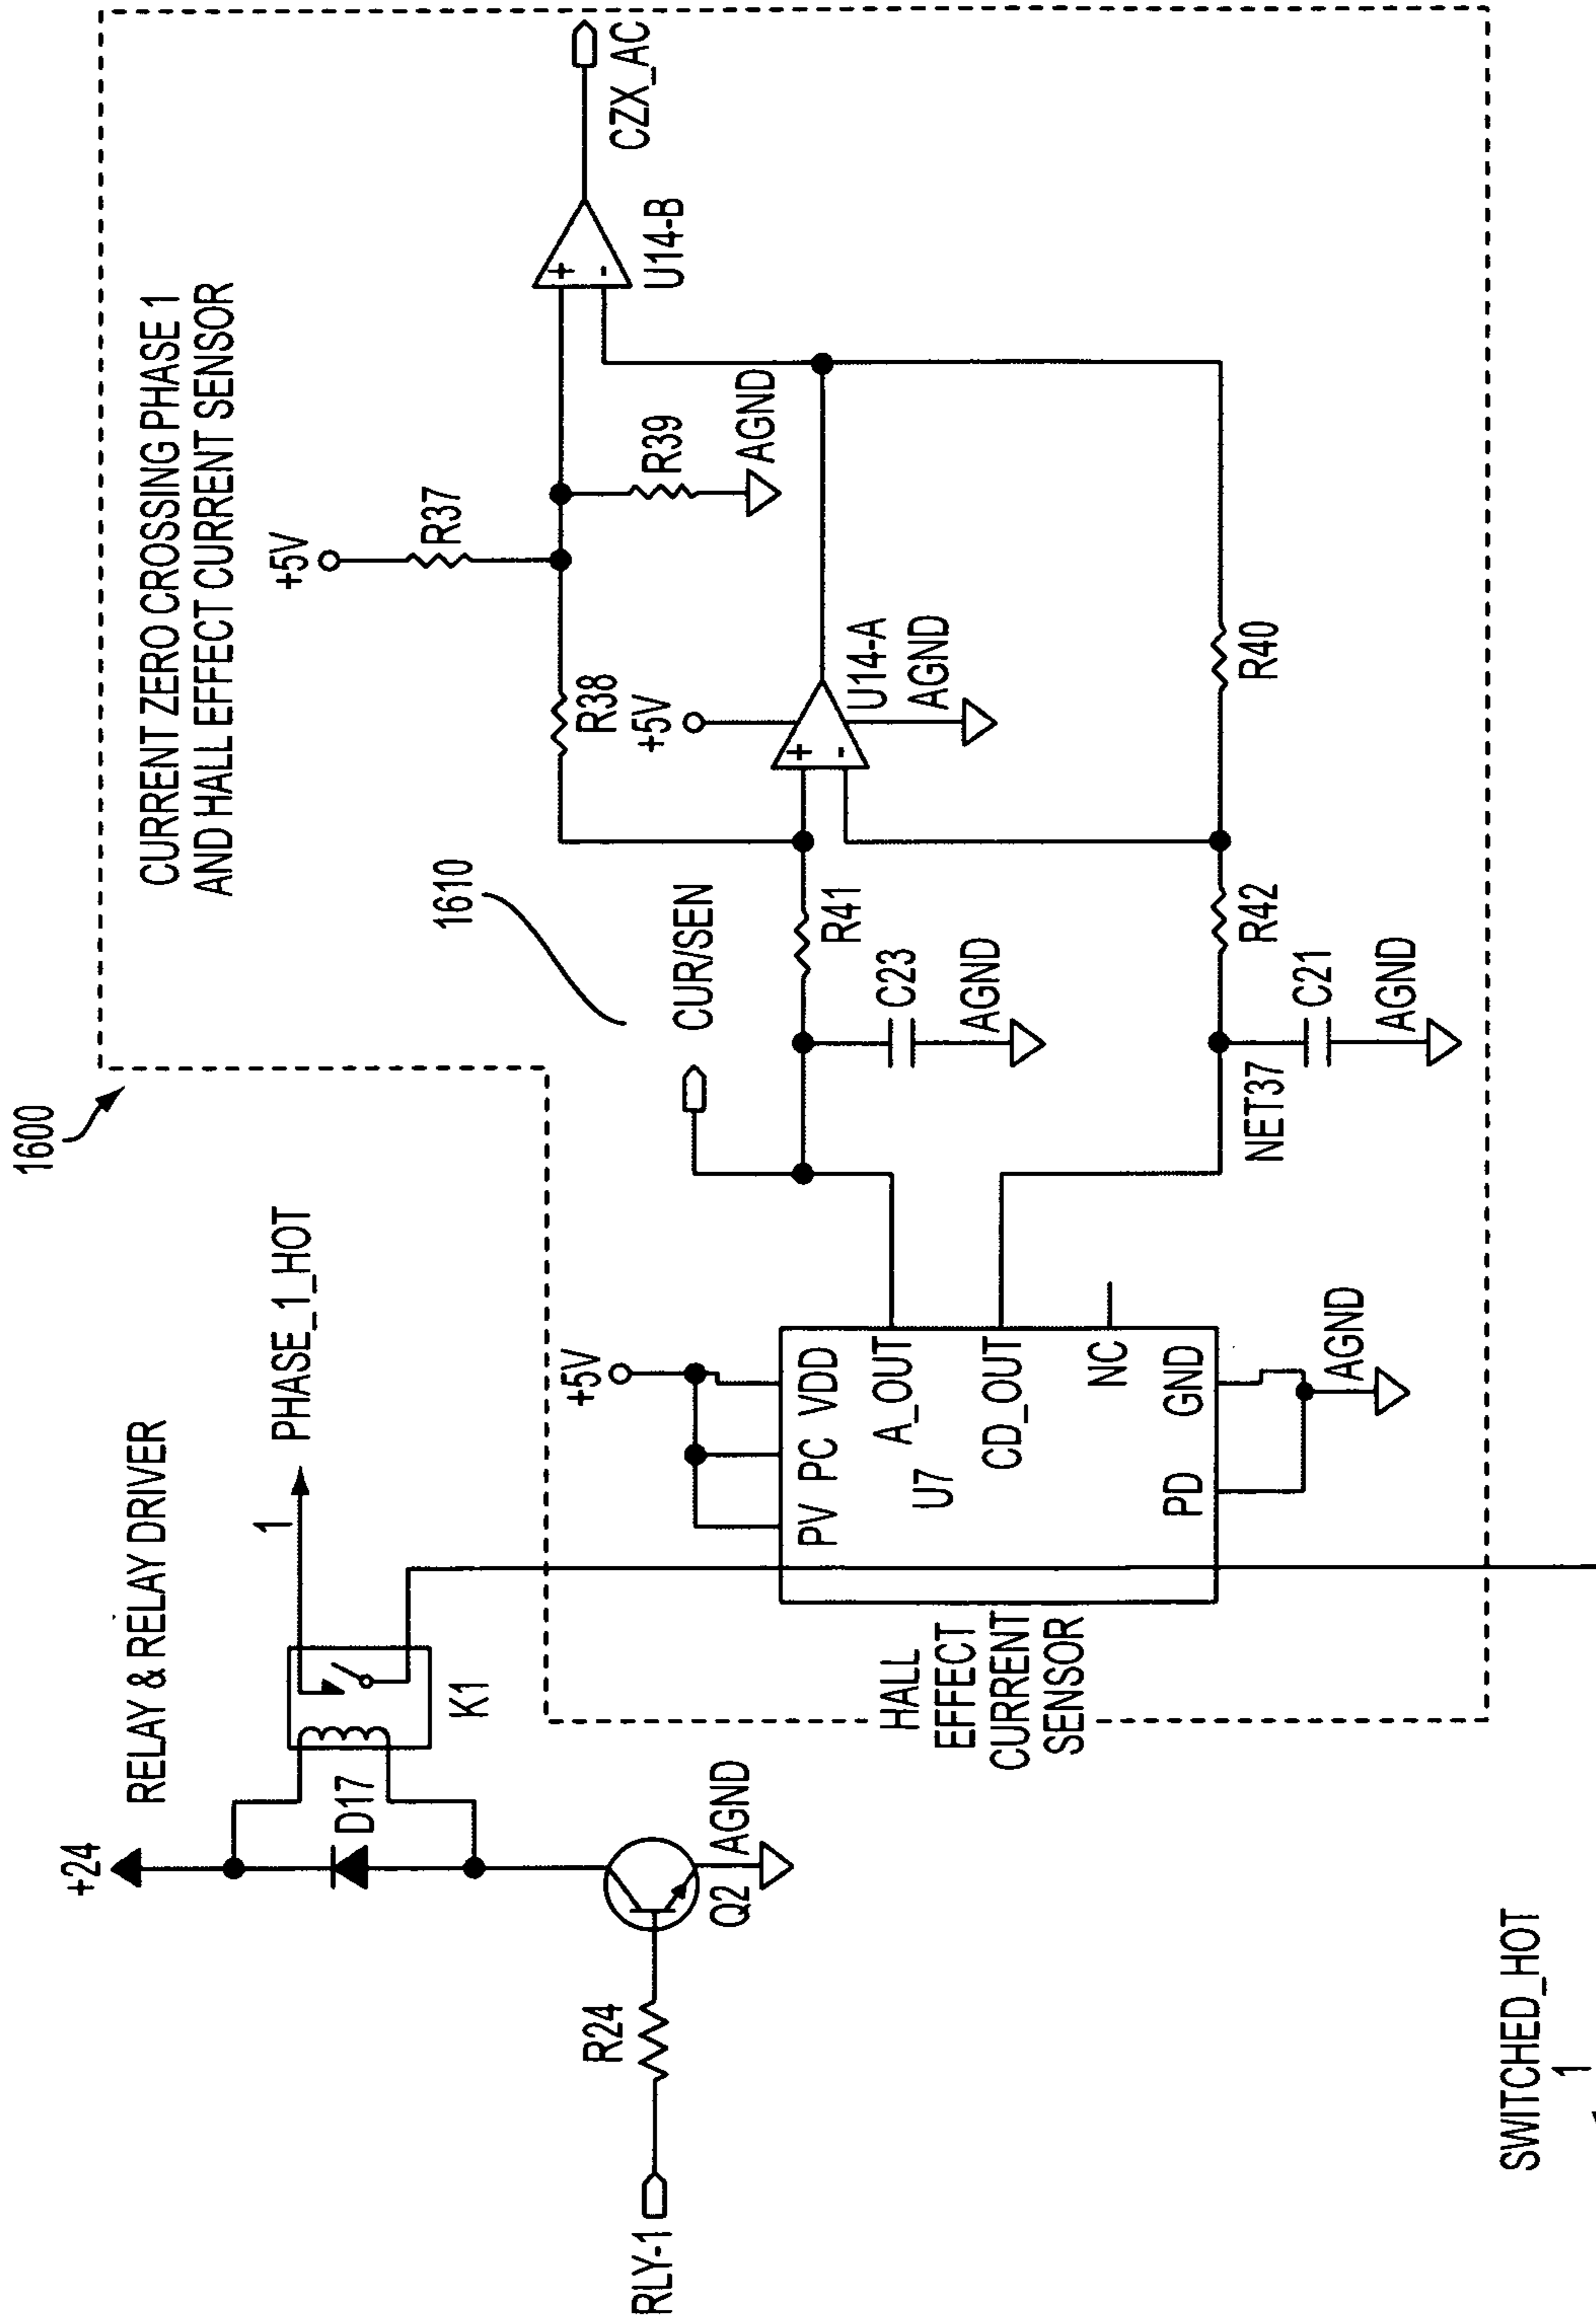 1600
CURRENT ZERO CROSSING PHASE 1
AND HALL EFFECT CURRENT SENSOR
RELAY & RELAY DRIVER
+24
D17
K1
1
PHASE_1_HOT
RLY-1
R24
Q2
AGND
HALL
EFFECT
CURRENT
SENSOR
+5V
PV PC VDD
A_OUT
U7
CD_OUT
NC
PD GND
AGND
1610
CUR/SEN
R41
C23
AGND
NET37
C21
AGND
R42
R40
R38
+5V
+
-
U14-A
AGND
+5V
R37
R39
AGND
+
-
U14-B
CZX_AC
SWITCHED_HOT
1